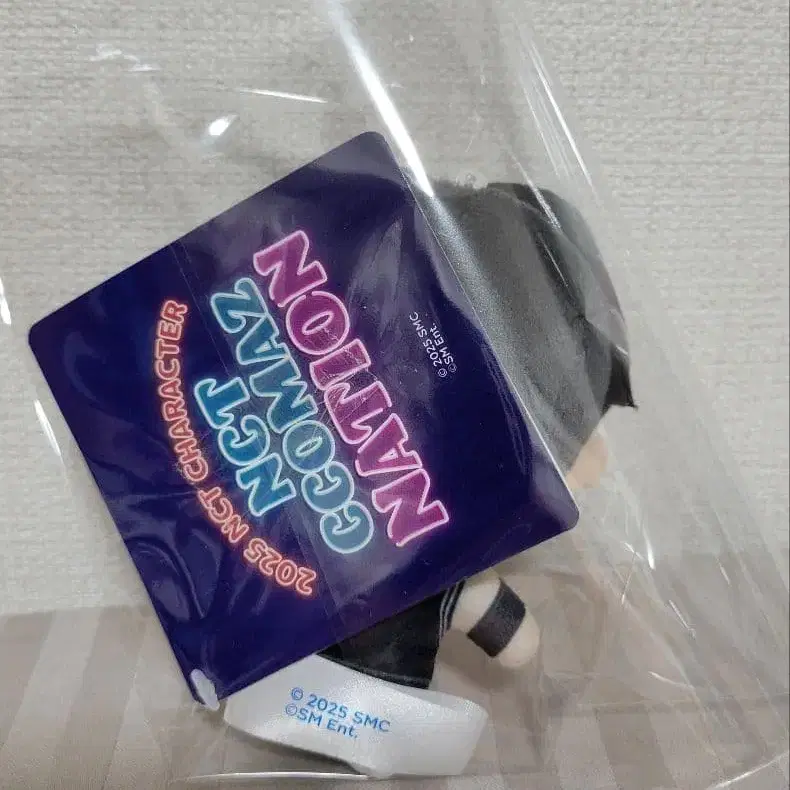 2025 NCT CHARACTER
NCT
CCOMAZ
NATION
©2025 SMC
©SM Ent.
© 2025 SMC
©SM Ent.